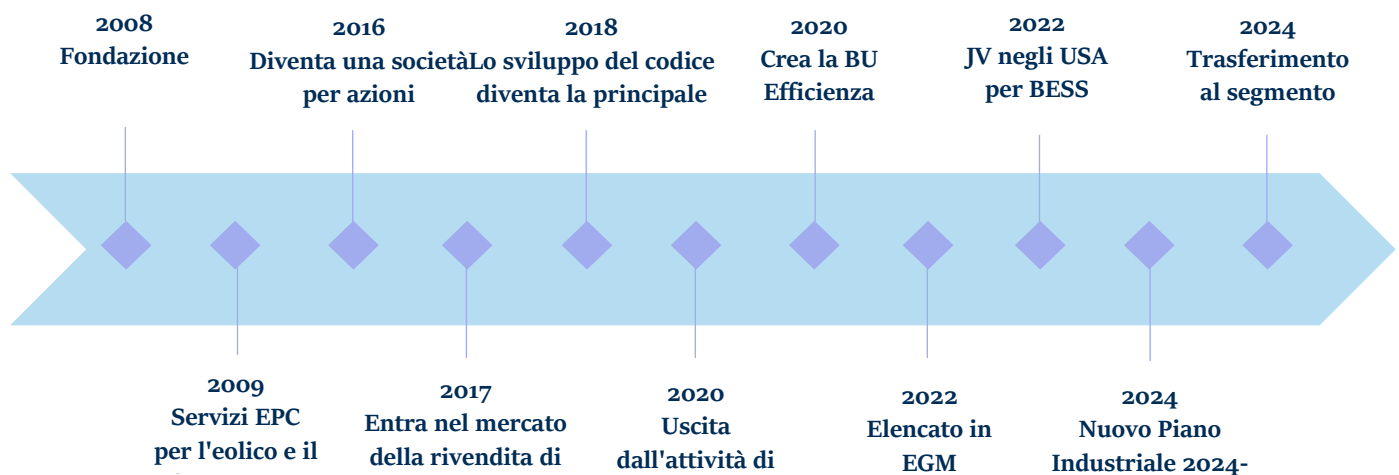 2008
Fondazione
2016
Diventa una società
per azioni
2018
Lo sviluppo del codice
diventa la principale
2020
Crea la BU
Efficienza
2022
JV negli USA
per BESS
2024
Trasferimento
al segmento
2009
Servizi EPC
per l'eolico e il
2017
Entra nel mercato
della rivendita di
2020
Uscita
dall'attività di
2022
Elencato in
EGM
2024
Nuovo Piano
Industriale 2024-